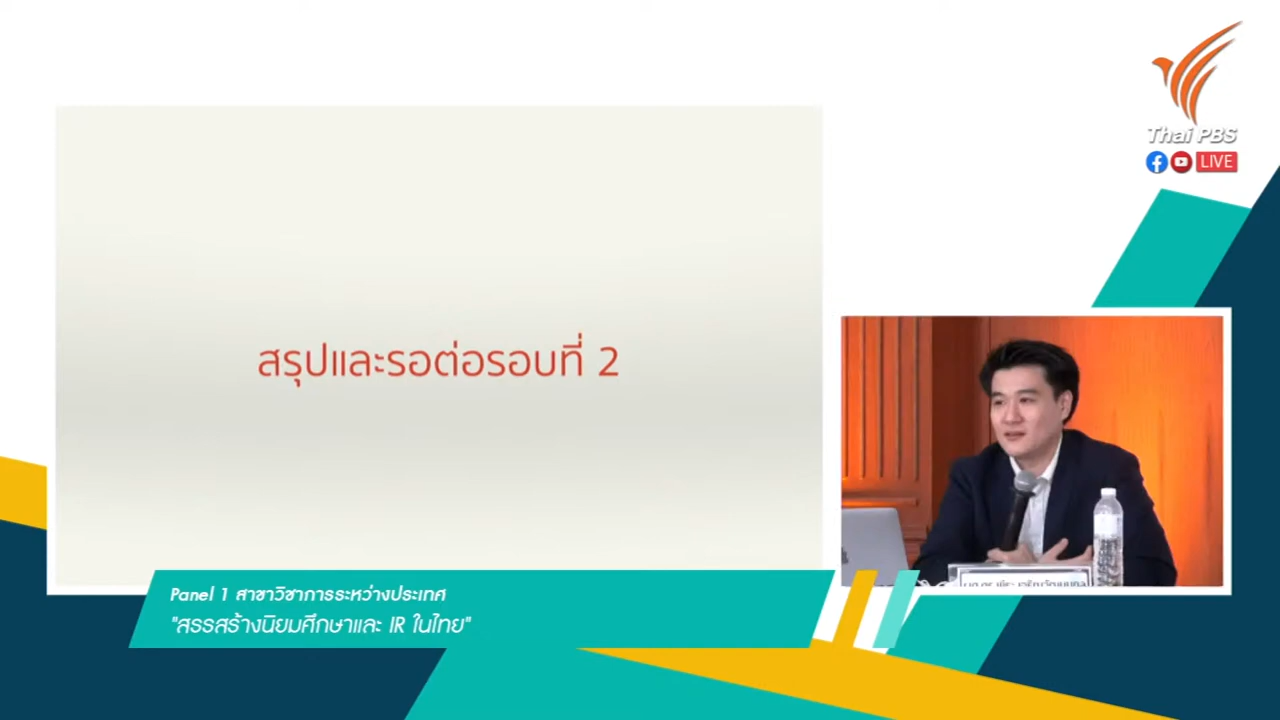 Thai PBS
LIVE
สรุปและรอต่อรอบที่ 2
Panel 1 สาขาวิชาการระหว่างประเทศ
"สรรสร้างนิยมศึกษาและ IR ในไทย"